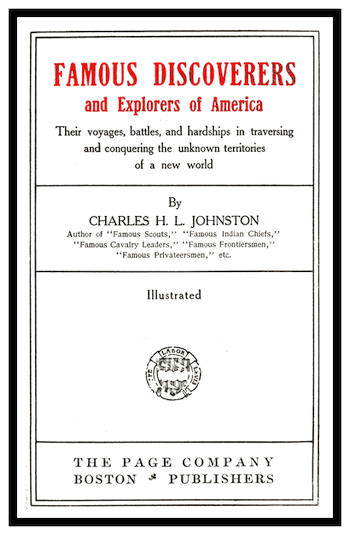 FAMOUS DISCOVERERS
and Explorers of America
Their voyages, battles, and hardships in traversing
and conquering the unknown territories
of a new world
By
CHARLES H. L. JOHNSTON
Author of "Famous Scouts," "Famous Indian Chiefs,"
"Famous Cavalry Leaders," "Famous Frontiersmen,"
"Famous Privateersmen," etc.
Illustrated
THE PAGE COMPANY
BOSTON PUBLISHERS